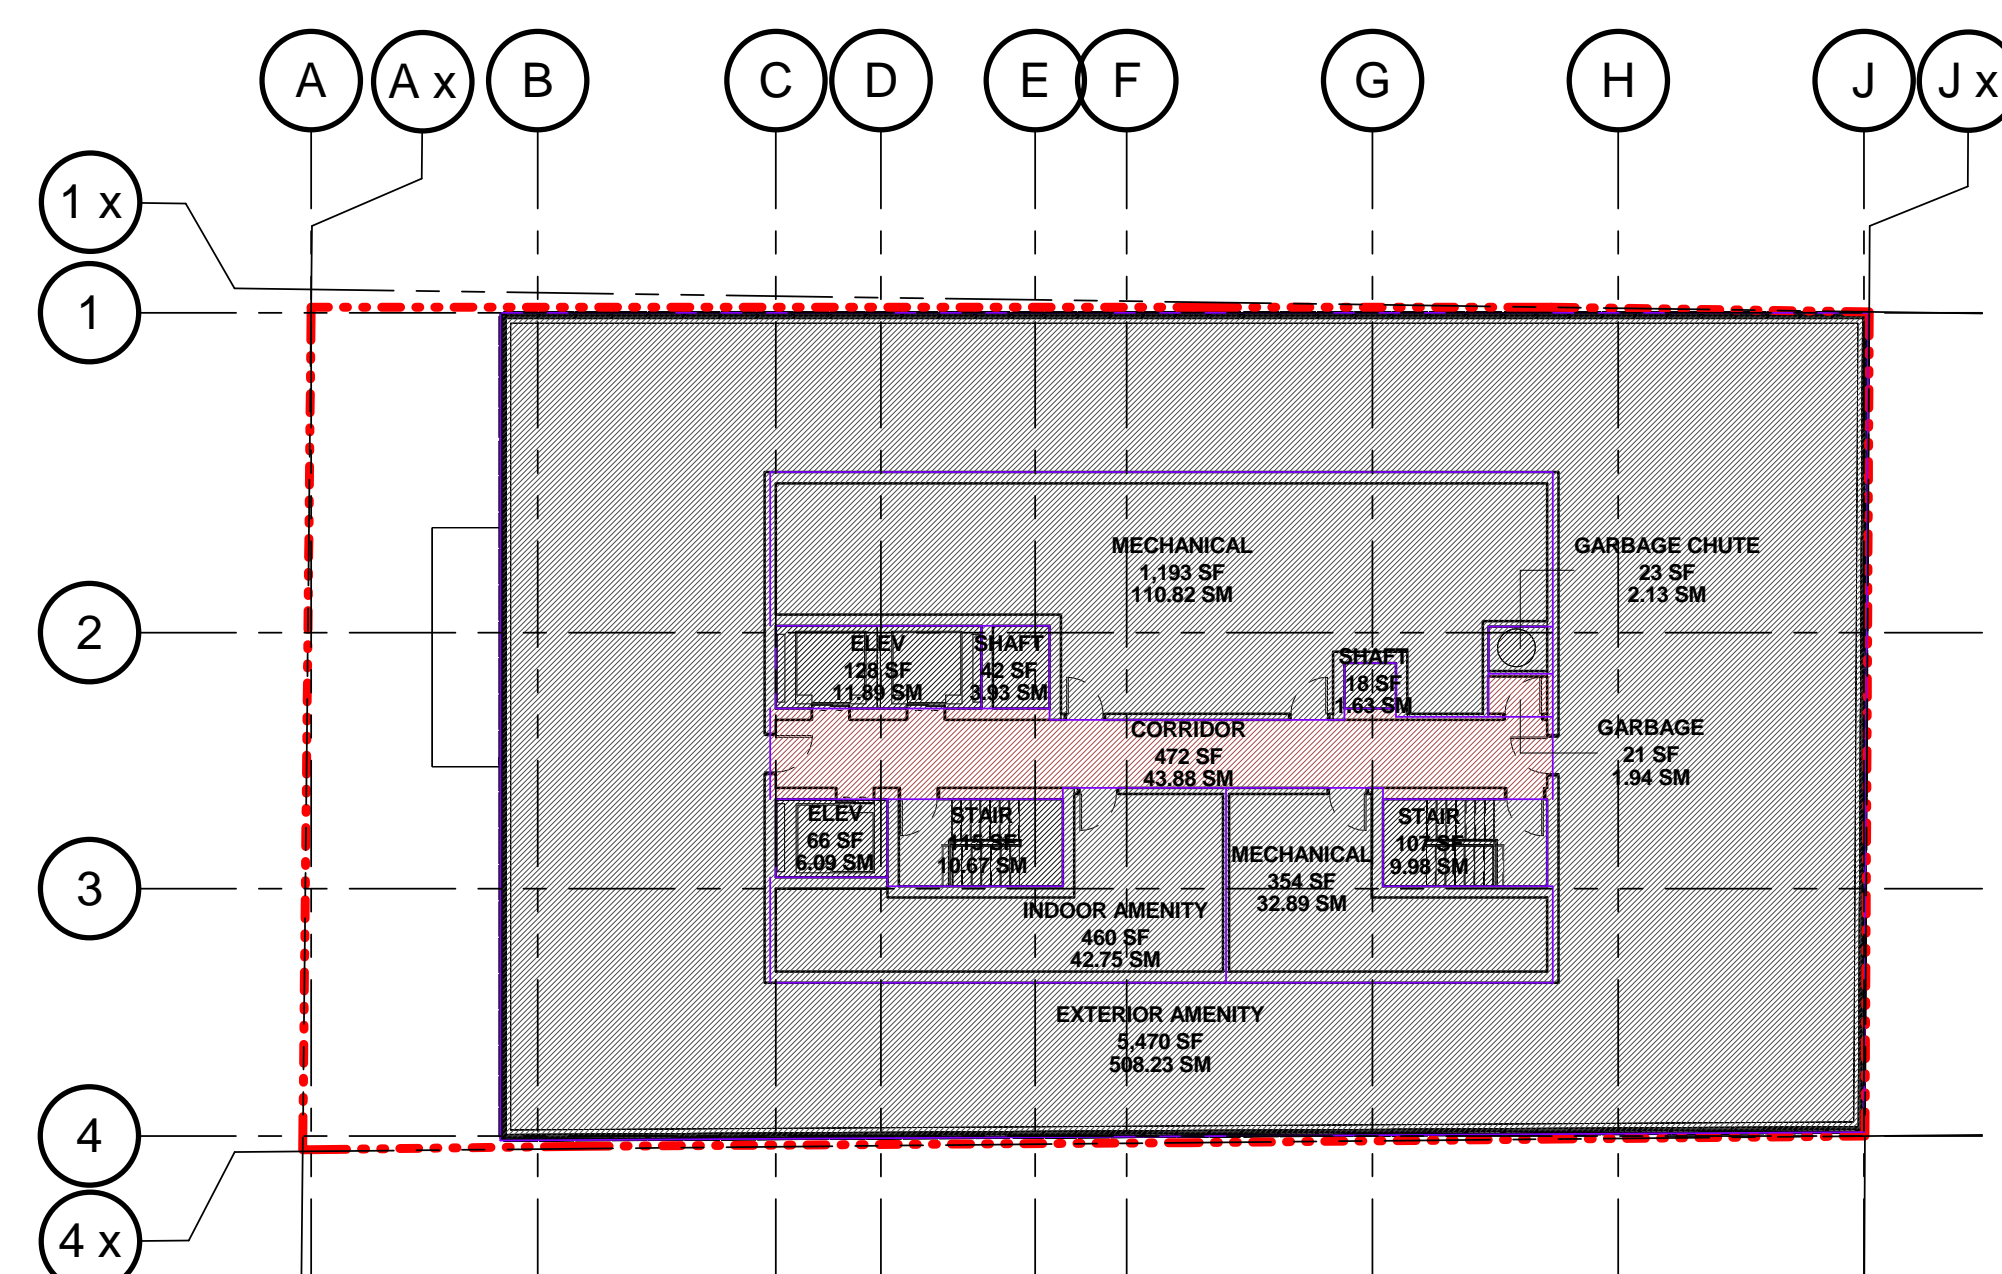 A
A x
B
C
D
E
F
G
H
J
J x
1 x
1
2
3
4
4 x
MECHANICAL
1,193 SF
110.82 SM
GARBAGE CHUTE
23 SF
2.13 SM
ELEV
128 SF
11.89 SM
SHAFT
42 SF
3.93 SM
SHAFT
18 SF
1.63 SM
CORRIDOR
472 SF
43.88 SM
GARBAGE
21 SF
1.94 SM
ELEV
66 SF
6.09 SM
STAIR
115 SF
10.67 SM
STAIR
107 SF
9.98 SM
MECHANICAL
354 SF
32.89 SM
INDOOR AMENITY
460 SF
42.75 SM
EXTERIOR AMENITY
5,470 SF
508.23 SM